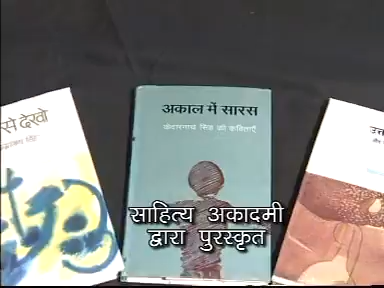 से देखो
अकाल में सारस
केदारनाथ सिंह की कविताएँ
साहित्य अकादमी
द्वारा पुरस्कृत